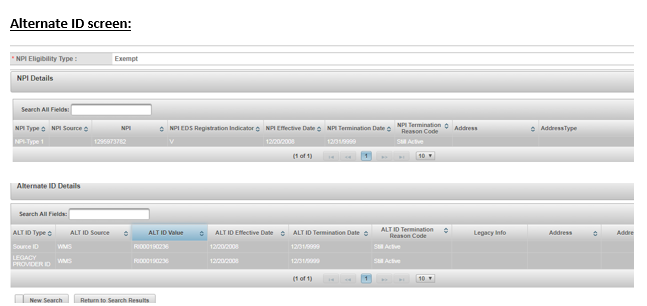 Alternate ID screen:
* NPI Eligibility Type : Exempt
NPI Details
Search All Fields:
NPI Type NPI Source NPI NPI EDS Registration Indicator NPI Effective Date NPI Termination Date NPI Termination Reason Code Address AddressType
NPI Type 1 1295973762 V 12/20/2008 12/31/9999 Still Active
(1 of 1) 1 10
Alternate ID Details
Search All Fields:
ALT ID Type ALT ID Source ALT ID Value ALT ID Effective Date ALT ID Termination Date ALT ID Termination Reason Code Legacy Info Address Addre
Source ID WMS 12/20/2008 12/31/9999 Still Active
LEGACY PROVIDER ID WMS 12/20/2008 12/31/9999 Still Active
(1 of 1) 1 10
New Search Return to Search Results